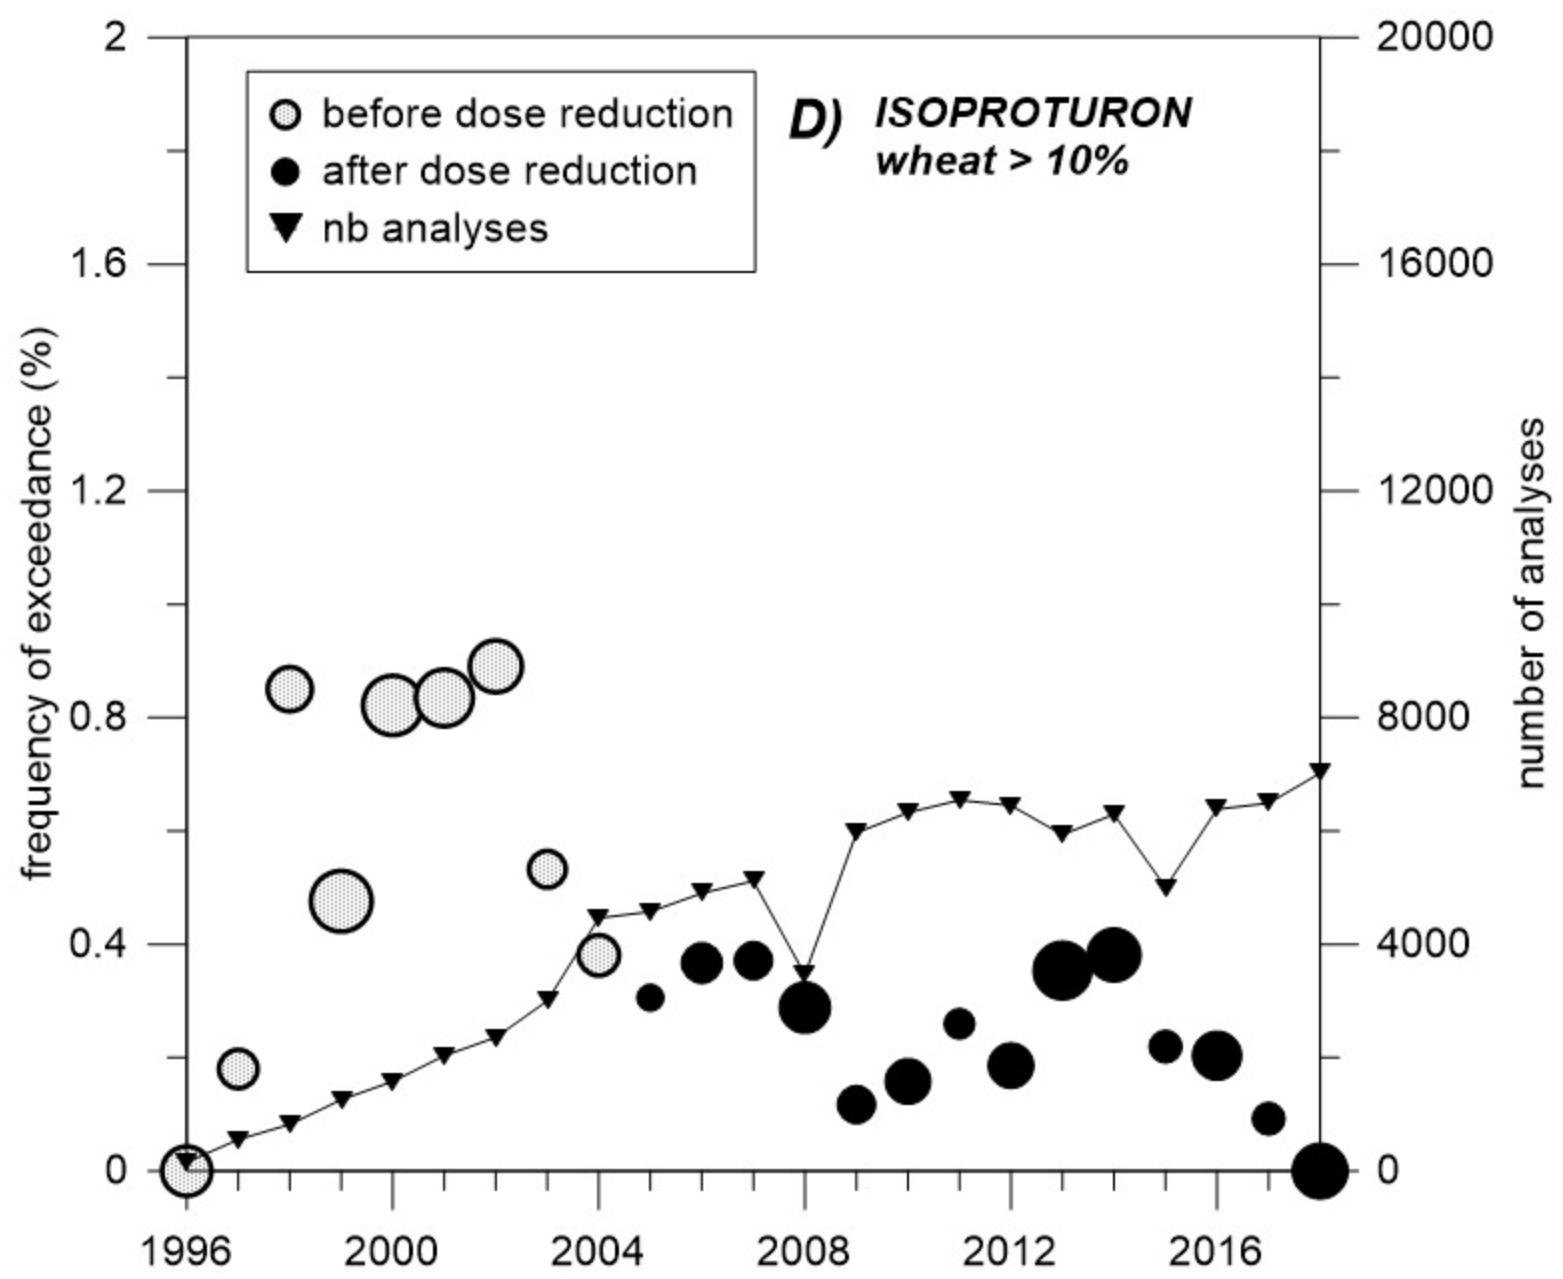 2
20000
before dose reduction
after dose reduction
nb analyses
D) ISOPROTURON
wheat > 10%
1.6
16000
1.2
12000
0.8
8000
0.4
4000
0
0
frequency of exceedance (%)
number of analyses
1996 2000 2004 2008 2012 2016